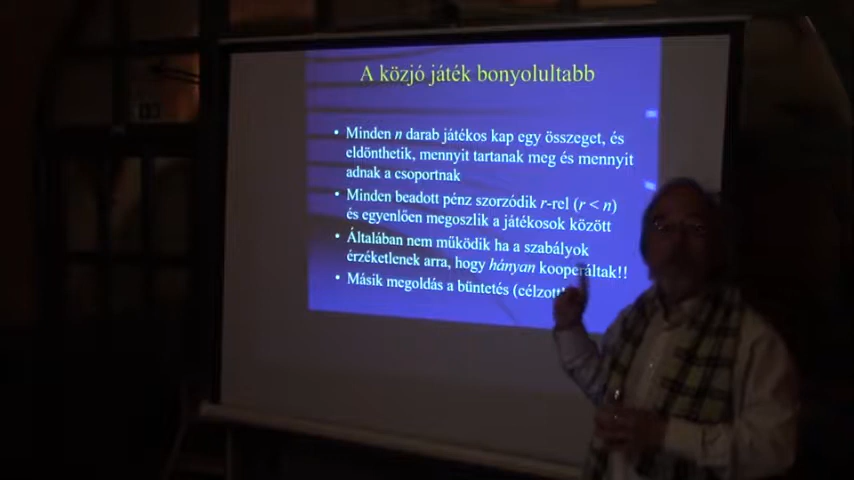 A közjó játék bonyolultabb
• Minden n darab játékos kap egy összeget, és
eldönthetik, mennyit tartanak meg és mennyit
adnak a csoportnak
• Minden beadott pénz szorzódik r-rel (r < n)
és egyenlően megoszlik a játékosok között
• Általában nem működik ha a szabályok
érzéketlenek arra, hogy hányan kooperáltak!!
• Másik megoldás a büntetés (célzott